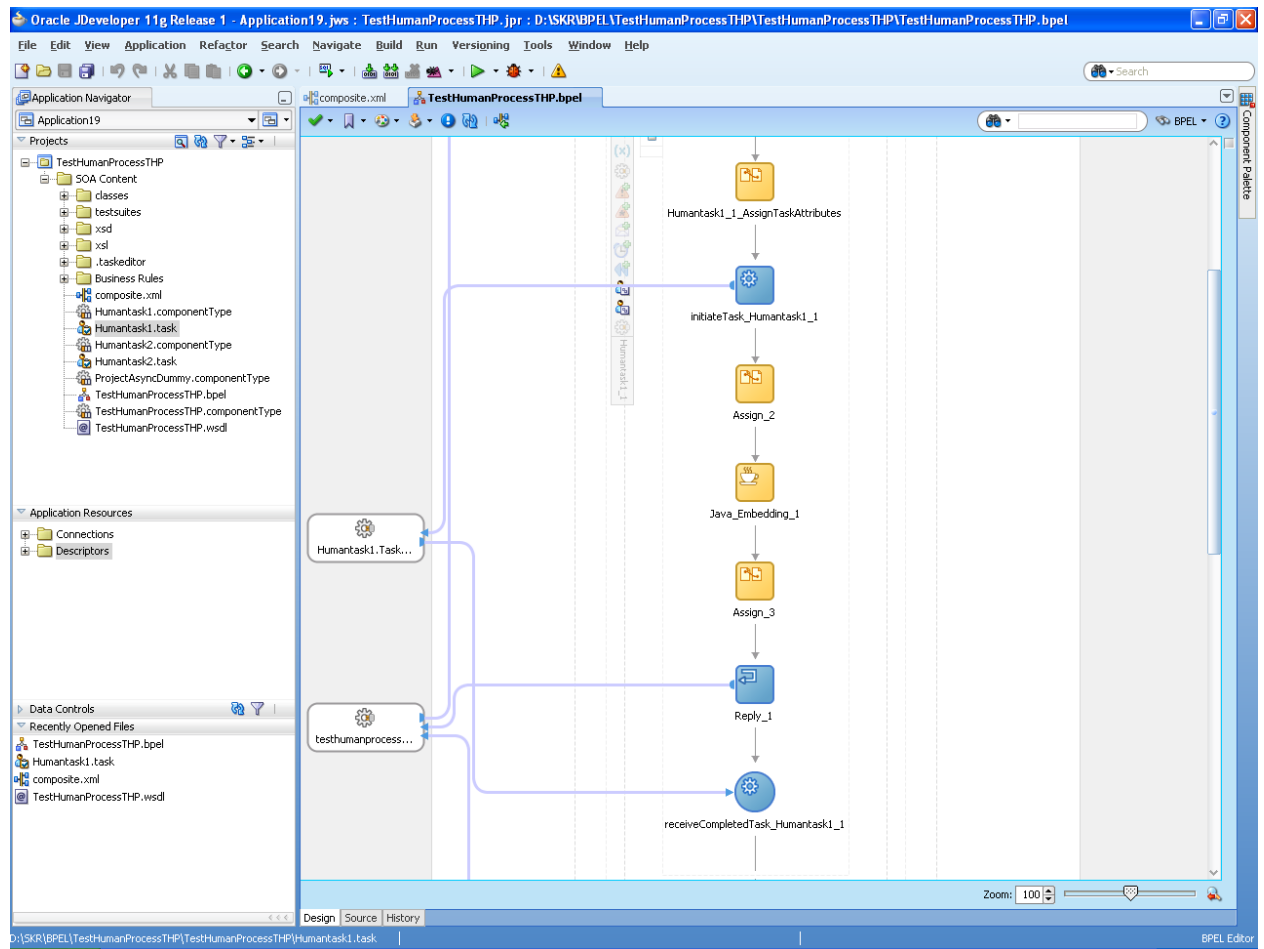 Oracle JDeveloper 11g Release 1 - Application19.jws : TestHumanProcessTHP.jpr : D:\SKR\BPEL\TestHumanProcessTHP\TestHumanProcessTHP\TestHumanProcessTHP.bpel
File Edit View Application Refactor Search Navigate Build Run Versioning Tools Window Help
Search
Application Navigator
composite.xml
TestHumanProcessTHP.bpel
Application19
BPEL
Component Palette
Projects
TestHumanProcessTHP
SOA Content
classes
testsuites
xsd
xsl
.taskeditor
Business Rules
composite.xml
Humantask1.componentType
Humantask1.task
Humantask2.componentType
Humantask2.task
ProjectAsyncDummy.componentType
TestHumanProcessTHP.bpel
TestHumanProcessTHP.componentType
TestHumanProcessTHP.wsdl
Application Resources
Connections
Descriptors
Data Controls
Recently Opened Files
TestHumanProcessTHP.bpel
Humantask1.task
composite.xml
TestHumanProcessTHP.wsdl
(x)
Humantask1_1
Humantask1_1_AssignTaskAttributes
initiateTask_Humantask1_1
Assign_2
Java_Embedding_1
Humantask1.Task...
Assign_3
Reply_1
testhumanprocess...
receiveCompletedTask_Humantask1_1
Zoom: 100
Design Source History
D:\SKR\BPEL\TestHumanProcessTHP\TestHumanProcessTHP\Humantask1.task
BPEL Editor